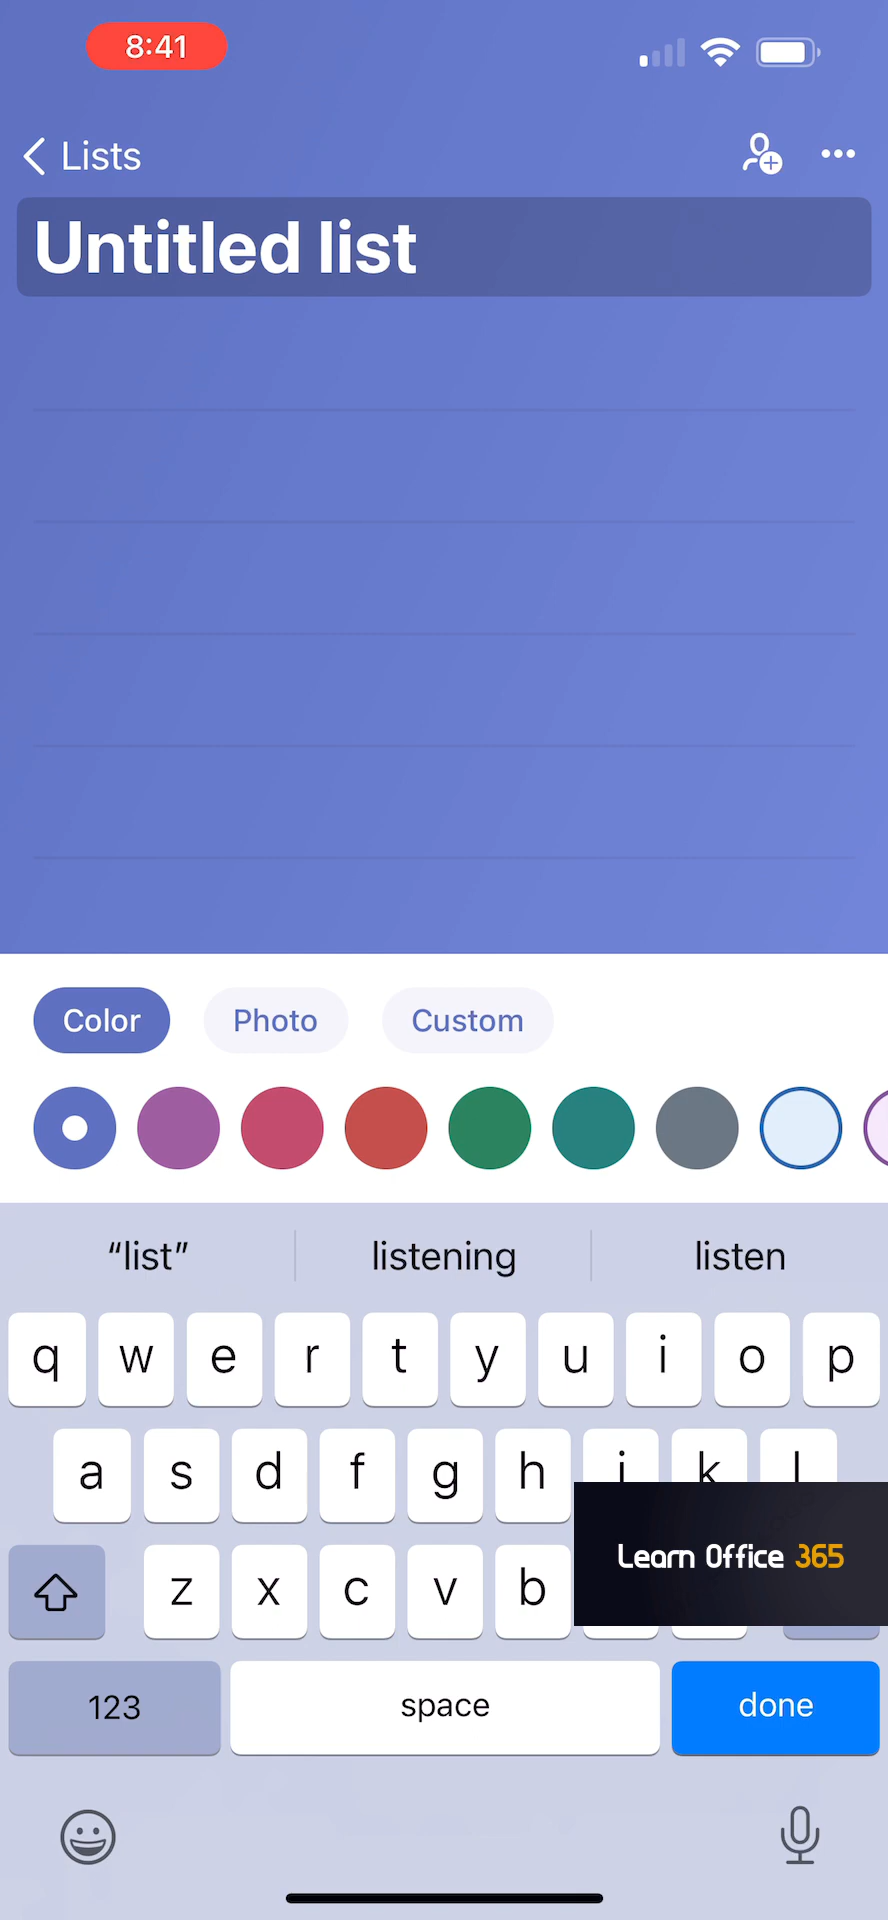 8:41
Lists
Untitled list
Color Photo Custom
“list” listening listen
q w e r t y u i o p
a s d f g h j k l
z x c v b
Learn Office 365
123 space done